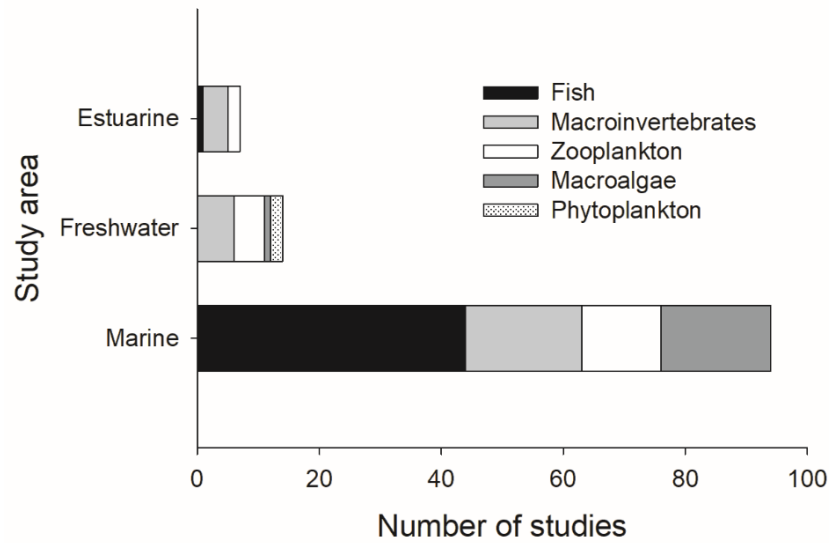 Study area
Estuarine
Freshwater
Marine
Fish
Macroinvertebrates
Zooplankton
Macroalgae
Phytoplankton
0 20 40 60 80 100
Number of studies